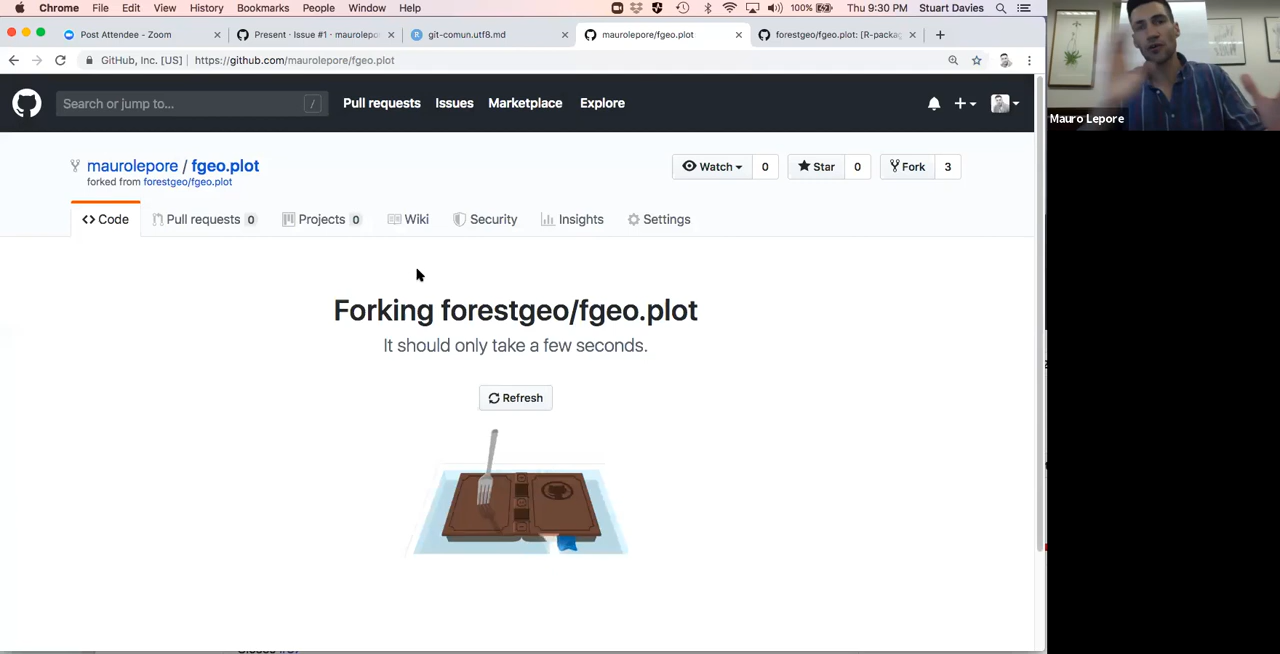 Chrome File Edit View History Bookmarks People Window Help 100% Thu 9:30 PM Stuart Davies
Post Attendee - Zoom
Present · Issue #1 · maurolepo
git-comun.utf8.md
maurolepore/fgeo.plot
forestgeo/fgeo.plot: [R-packag
GitHub, Inc. [US] https://github.com/maurolepore/fgeo.plot
Search or jump to... / Pull requests Issues Marketplace Explore
Mauro Lepore
maurolepore / fgeo.plot
forked from forestgeo/fgeo.plot
Watch 0 Star 0 Fork 3
Code Pull requests 0 Projects 0 Wiki Security Insights Settings
Forking forestgeo/fgeo.plot
It should only take a few seconds.
Refresh